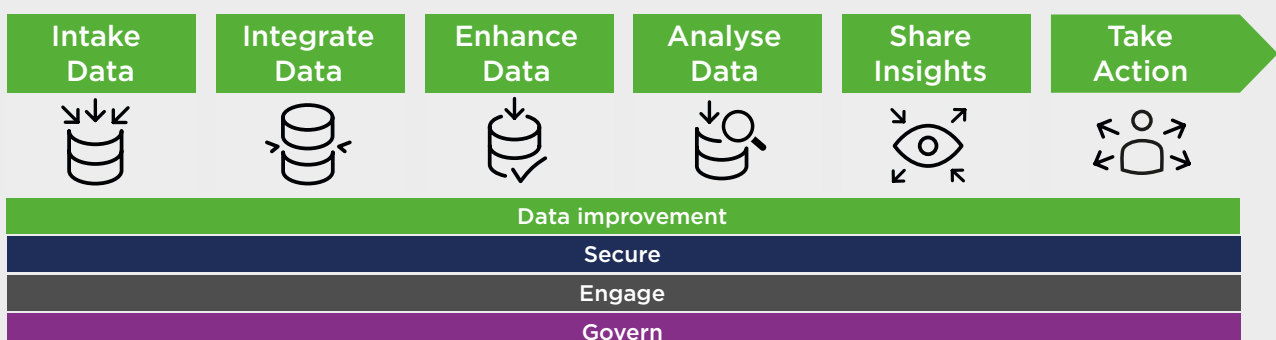 Intake
Data
Integrate
Data
Enhance
Data
Analyse
Data
Share
Insights
Take
Action
Data improvement
Secure
Engage
Govern